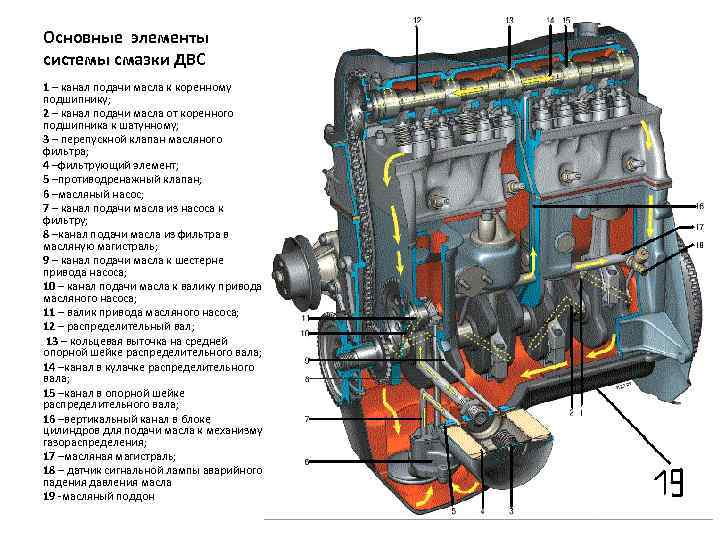 Основные элементы
системы смазки ДВС
1 – канал подачи масла к коренному
подшипнику;
2 – канал подачи масла от коренного
подшипника к шатунному;
3 – перепускной клапан масляного
фильтра;
4 –фильтрующий элемент;
5 –противодренажный клапан;
6 –масляный насос;
7 – канал подачи масла из насоса к
фильтру;
8 –канал подачи масла из фильтра в
масляную магистраль;
9 – канал подачи масла к шестерне
привода насоса;
10 – канал подачи масла к валику привода
масляного насоса;
11 – валик привода масляного насоса;
12 – распределительный вал;
13 – кольцевая выточка на средней
опорной шейке распределительного вала;
14 –канал в кулачке распределительного
вала;
15 –канал в опорной шейке
распределительного вала;
16 –вертикальный канал в блоке
цилиндров для подачи масла к механизму
газораспределения;
17 –масляная магистраль;
18 – датчик сигнальной лампы аварийного
падения давления масла
19 -масляный поддон
12 13 14 15
16
17
18
11
10
9
8
7
6
2 1
5 4 3
19